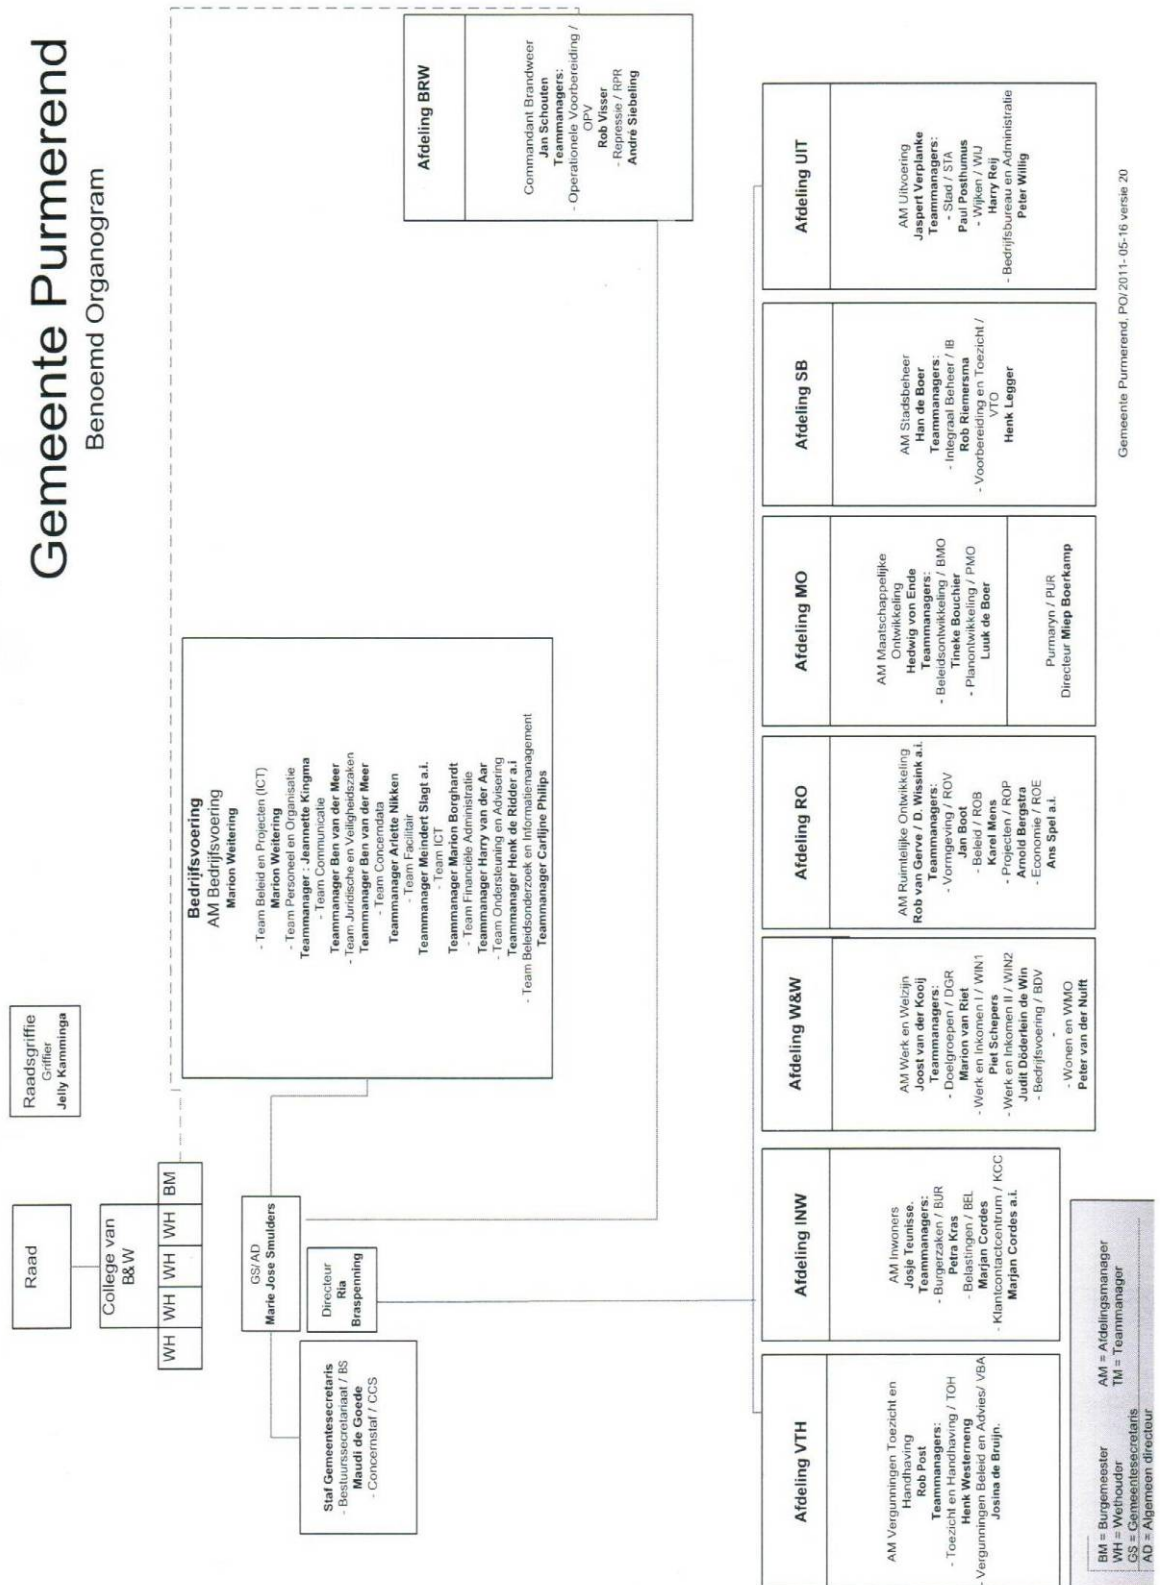 Gemeente Purmerend
Benoemd Organogram
Raad
College van
B&W
WH
WH
WH
WH
BM
Raadsgriffie
Griffier
Jelly Kamminga
GS/AD
Marie Jose Smulders
Directeur
Ria
Braspenning
Staf Gemeentesecretaris
- Bestuurssecretariaat / BS
Maudi de Goede
- Concernstaf / CCS
Bedrijfsvoering
AM Bedrijfsvoering
Marion Weitering
- Team Beleid en Projecten (ICT)
Marion Weitering
- Team Personeel en Organisatie
Teammanager : Jeannette Kingma
- Team Communicatie
Teammanager Ben van der Meer
- Team Juridische en Veiligheidszaken
Teammanager Ben van der Meer
- Team Concerndata
Teammanager Arlette Nikken
- Team Facilitair
Teammanager Meindert Slagt a.i.
- Team ICT
Teammanager Marion Borghardt
- Team Financiële Administratie
Teammanager Harry van der Aar
- Team Ondersteuning en Advisering
Teammanager Henk de Ridder a.i
- Team Beleidsonderzoek en Informatiemanagement
Teammanager Carlijne Philips
Afdeling BRW
Commandant Brandweer
Jan Schouten
Teammanagers:
- Operationele Voorbereiding /
OPV
Rob Visser
- Repressie / RPR
André Siebeling
Afdeling VTH
AM Vergunningen Toezicht en
Handhaving
Rob Post
Teammanagers:
- Toezicht en Handhaving / TOH
Henk Westerneng
- Vergunningen Beleid en Advies/ VBA
Josina de Bruijn.
Afdeling INW
AM Inwoners
Josje Teunisse.
Teammanagers:
- Burgerzaken / BUR
Petra Kras
- Belastingen / BEL
Marjan Cordes
- Klantcontactcentrum / KCC
Marjan Cordes a.i.
Afdeling W&W
AM Werk en Welzijn
Joost van der Kooij
Teammanagers:
- Doelgroepen / DGR
Marion van Riet
- Werk en Inkomen I / WIN1
Piet Schepers
- Werk en Inkomen II / WIN2
Judit Döderlein de Win
- Bedrijfsvoering / BDV
-
- Wonen en WMO
Peter van der Nulft
Afdeling RO
AM Ruimtelijke Ontwikkeling
Rob van Gerve / D. Wissink a.i.
Teammanagers:
- Vormgeving / ROV
Jan Boot
- Beleid / ROB
Karel Mens
- Projecten / ROP
Arnold Bergstra
- Economie / ROE
Ans Spel a.i.
Afdeling MO
AM Maatschappelijke
Ontwikkeling
Hedwig von Ende
Teammanagers:
- Beleidsontwikkeling / BMO
Tineke Bouchier
- Planontwikkeling / PMO
Luuk de Boer
Purmaryn / PUR
Directeur Miep Boerkamp
Afdeling SB
AM Stadsbeheer
Han de Boer
Teammanagers:
- Integraal Beheer / IB
Rob Riemersma
- Voorbereiding en Toezicht /
VTO
Henk Legger
Afdeling UIT
AM Uitvoering
Jaspert Verplanke
Teammanagers:
- Stad / STA
Paul Posthumus
- Wijken / WIJ
Harry Reij
- Bedrijfsbureau en Administratie
Peter Willig
BM = Burgemeester
WH = Wethouder
GS = Gemeentesecretaris
AD = Algemeen directeur
AM = Afdelingsmanager
TM = Teammanager
Gemeente Purmerend, PO/ 2011- 05-16 versie 20